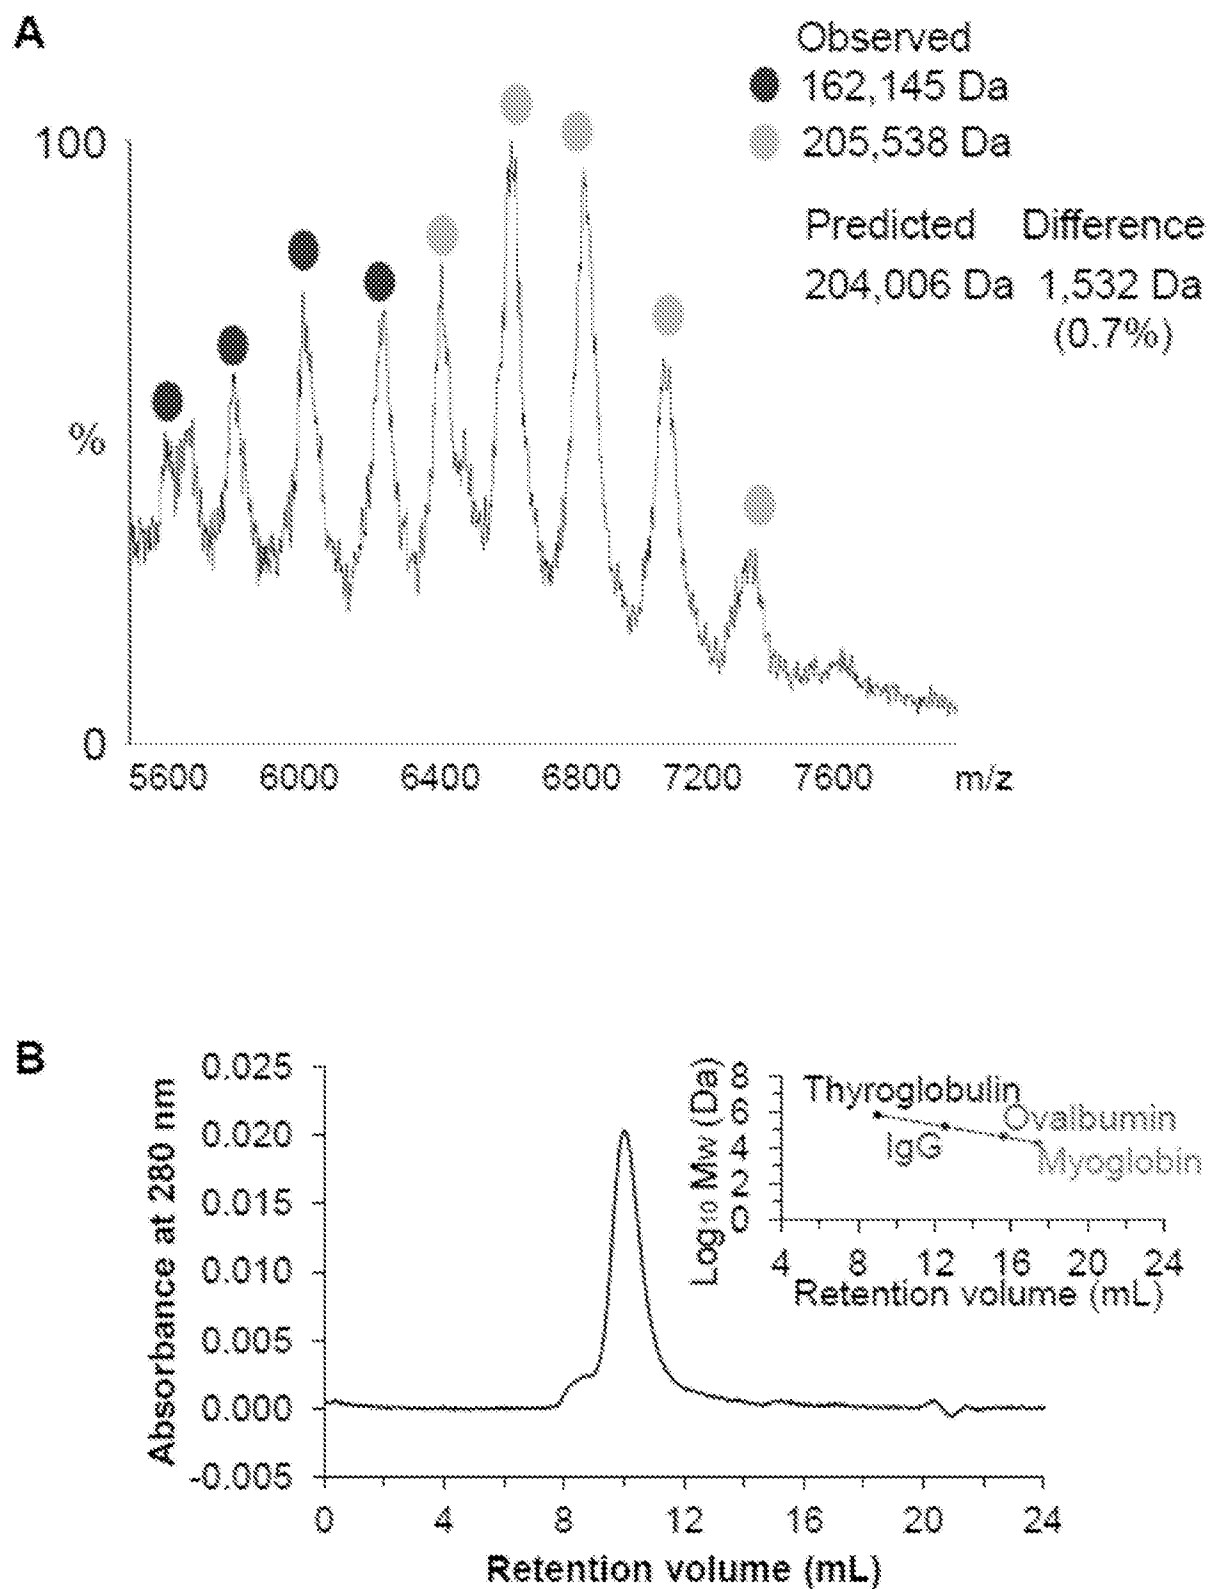 A
Observed
162,145 Da
205,538 Da
Predicted Difference
204,006 Da 1,532 Da
(0.7%)
100
%
0
5600 6000 6400 6800 7200 7600 m/z
B
Absorbance at 280 nm
0.025
0.020
0.015
0.010
0.005
0.000
-0.005
0 4 8 12 16 20 24
Retention volume (mL)
Log₁₀ Mw (Da)
8
6
4
2
0
Thyroglobulin
Ovalbumin
IgG
Myoglobin
4 8 12 16 20 24
Retention volume (mL)